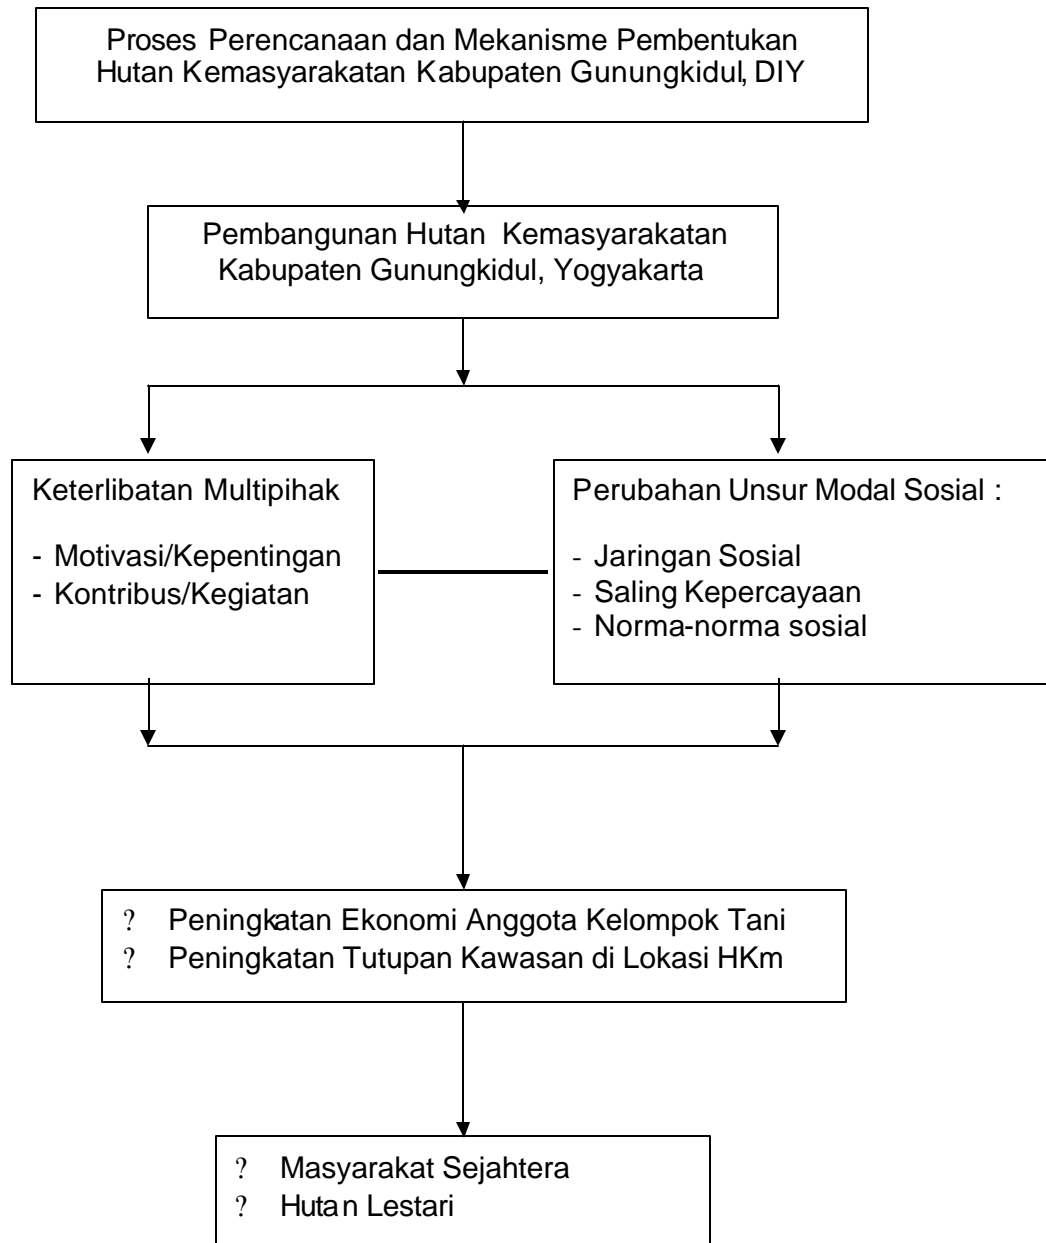 Proses Perencanaan dan Mekanisme Pembentukan
Hutan Kemasyarakatan Kabupaten Gunungkidul, DIY
Pembangunan Hutan Kemasyarakatan
Kabupaten Gunungkidul, Yogyakarta
Keterlibatan Multipihak
- Motivasi/Kepentingan
- Kontribus/Kegiatan
Perubahan Unsur Modal Sosial :
- Jaringan Sosial
- Saling Kepercayaan
- Norma-norma sosial
? Peningkatan Ekonomi Anggota Kelompok Tani
? Peningkatan Tutupan Kawasan di Lokasi HKm
? Masyarakat Sejahtera
? Hutan Lestari